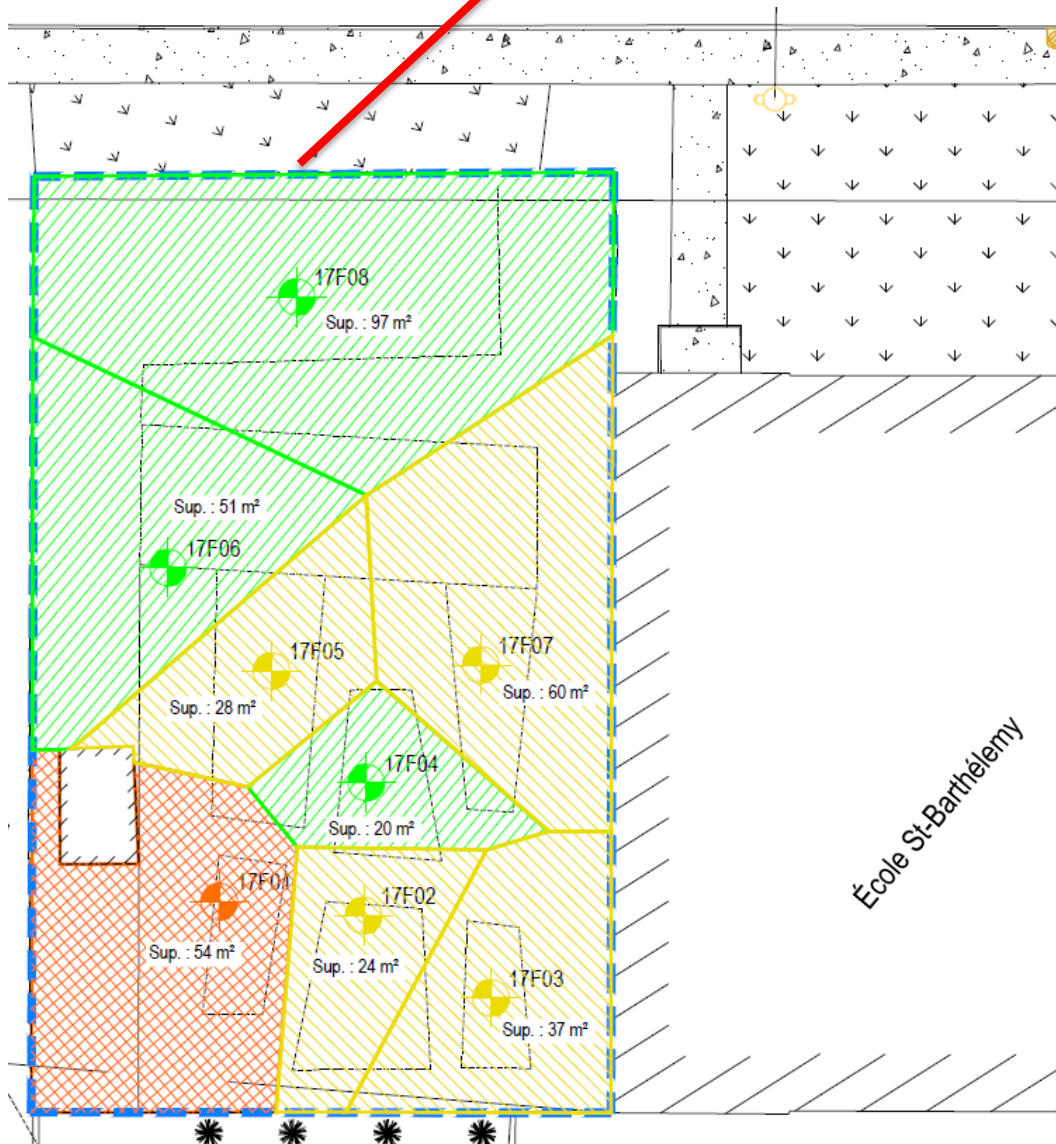 17F08
Sup. : 97 m²
Sup. : 51 m²
17F06
17F05
17F07
Sup. : 28 m²
Sup. : 60 m²
17F04
Sup. : 20 m²
17F01
17F02
Sup. : 54 m²
Sup. : 24 m²
17F03
Sup. : 37 m²
École St-Barthélemy